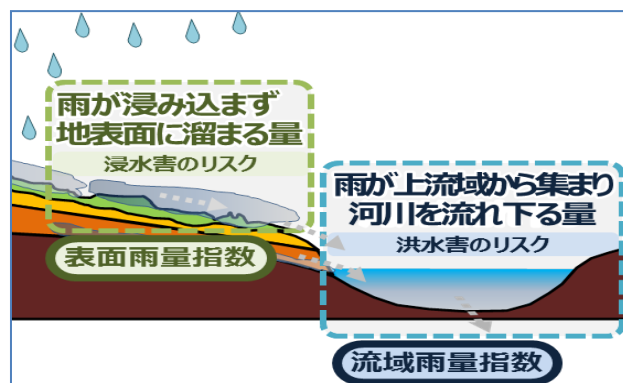 雨が浸み込まず
地表面に溜まる量
浸水害のリスク
表面雨量指数
雨が上流域から集まり
河川を流れ下る量
洪水害のリスク
流域雨量指数